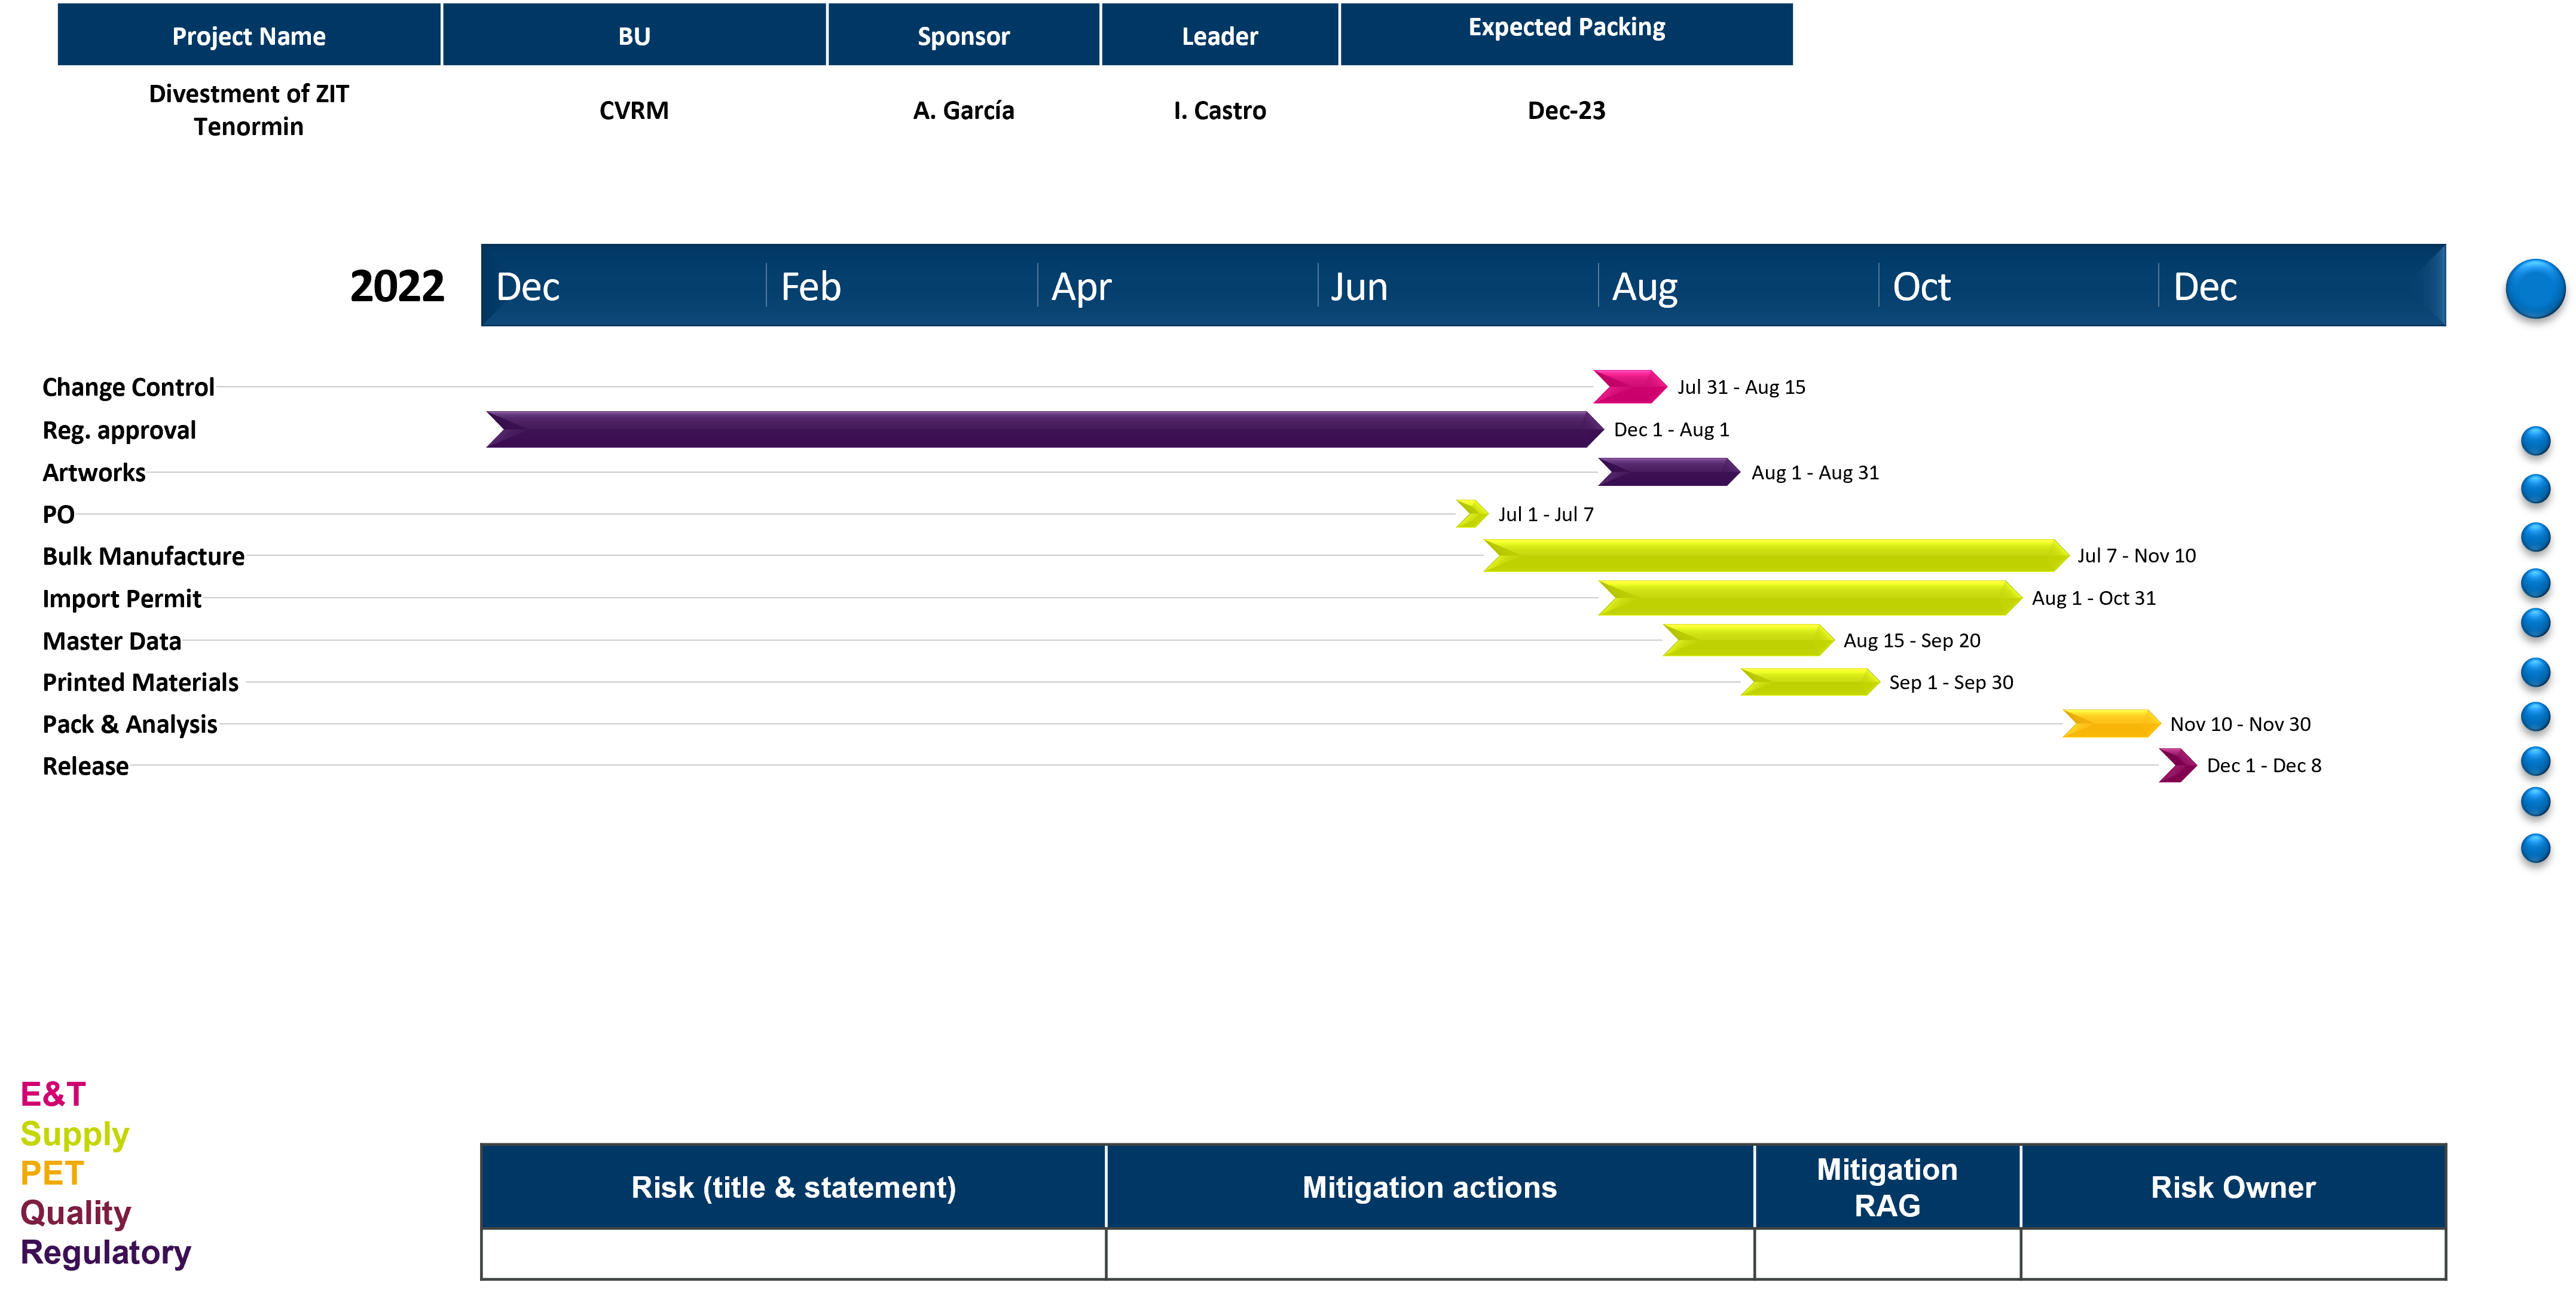 Project Name BU Sponsor Leader Expected Packing
Divestment of ZIT
Tenormin
CVRM A. García I. Castro Dec-23
2022 Dec Feb Apr Jun Aug Oct Dec
Change Control Jul 31 - Aug 15
Reg. approval Dec 1 - Aug 1
Artworks Aug 1 - Aug 31
PO Jul 1 - Jul 7
Bulk Manufacture Jul 7 - Nov 10
Import Permit Aug 1 - Oct 31
Master Data Aug 15 - Sep 20
Printed Materials Sep 1 - Sep 30
Pack & Analysis Nov 10 - Nov 30
Release Dec 1 - Dec 8
E&T
Supply
PET
Quality
Regulatory
Risk (title & statement) Mitigation actions Mitigation
RAG
Risk Owner